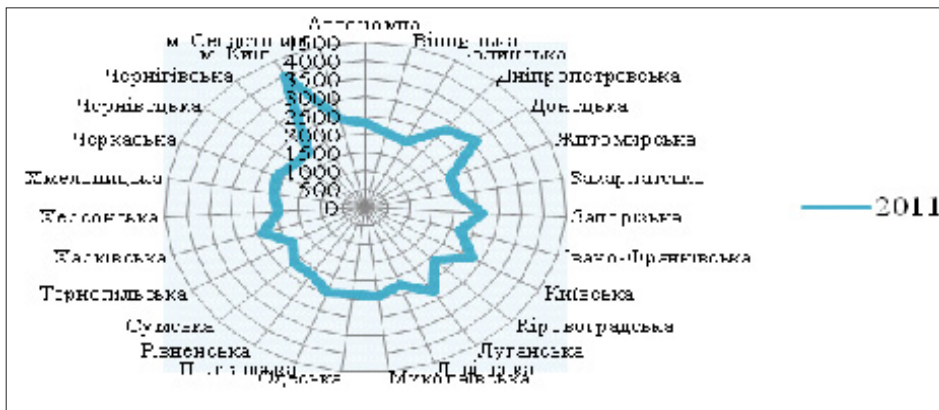 Автономна
Вінницька
Волинська
Дніпропетровська
Донецька
Житомирська
Закарпатська
Запорізька
Івано-Франківська
Київська
Кіровоградська
Луганська
Львівська
Миколаївська
Одеська
Полтавська
Рівненська
Сумська
Тернопильська
Харківська
Херсонська
Хмельницька
Черкаська
Чернівецька
Чернігівська
м. Київ
м. Севастополь
4500
4000
3500
3000
2500
2000
1500
1000
500
0
2011